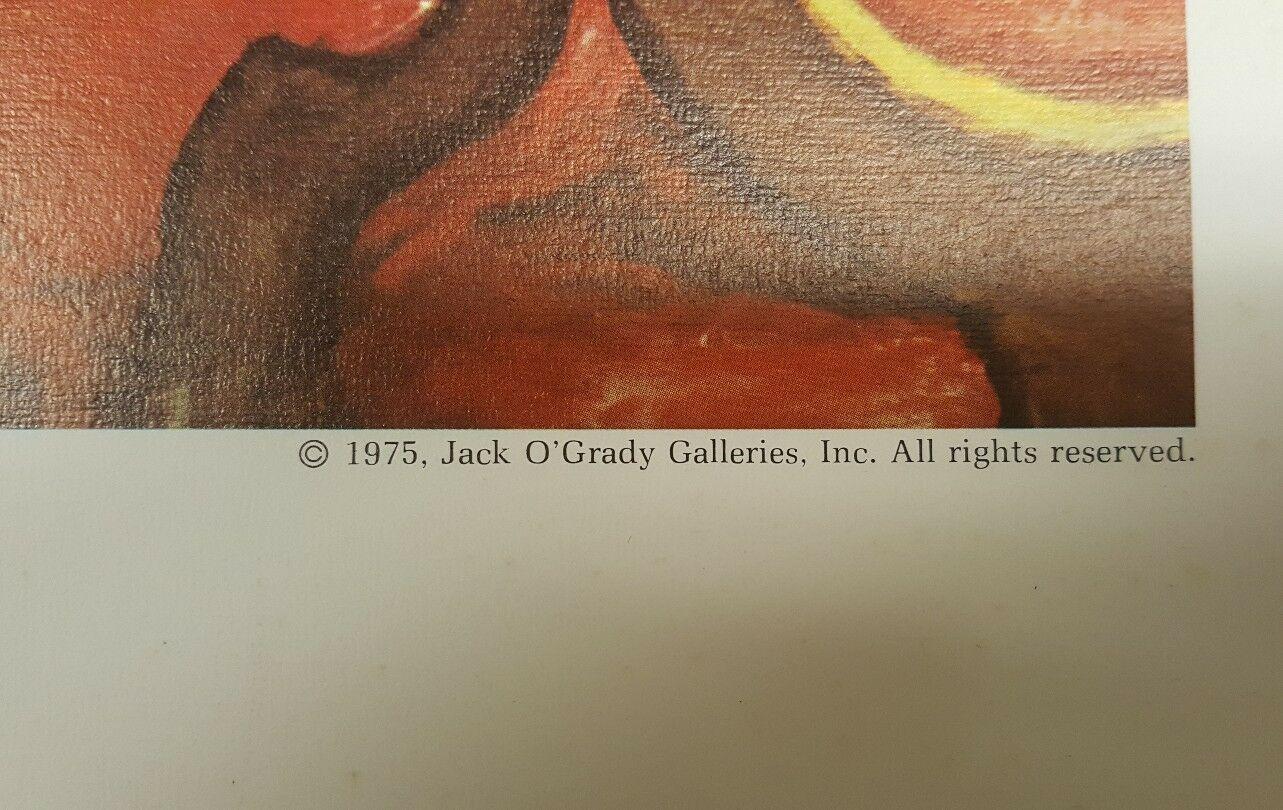 © 1975, Jack O'Grady Galleries, Inc. All rights reserved.